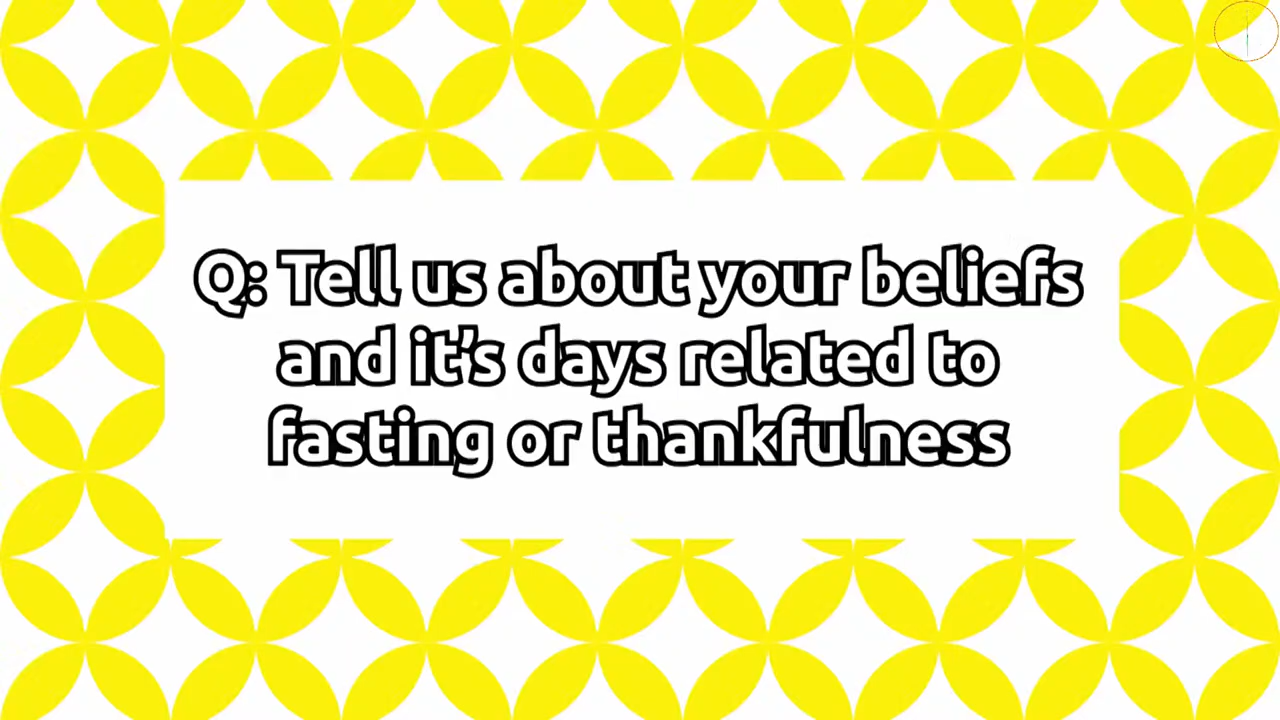 Q: Tell us about your beliefs
and it's days related to
fasting or thankfulness